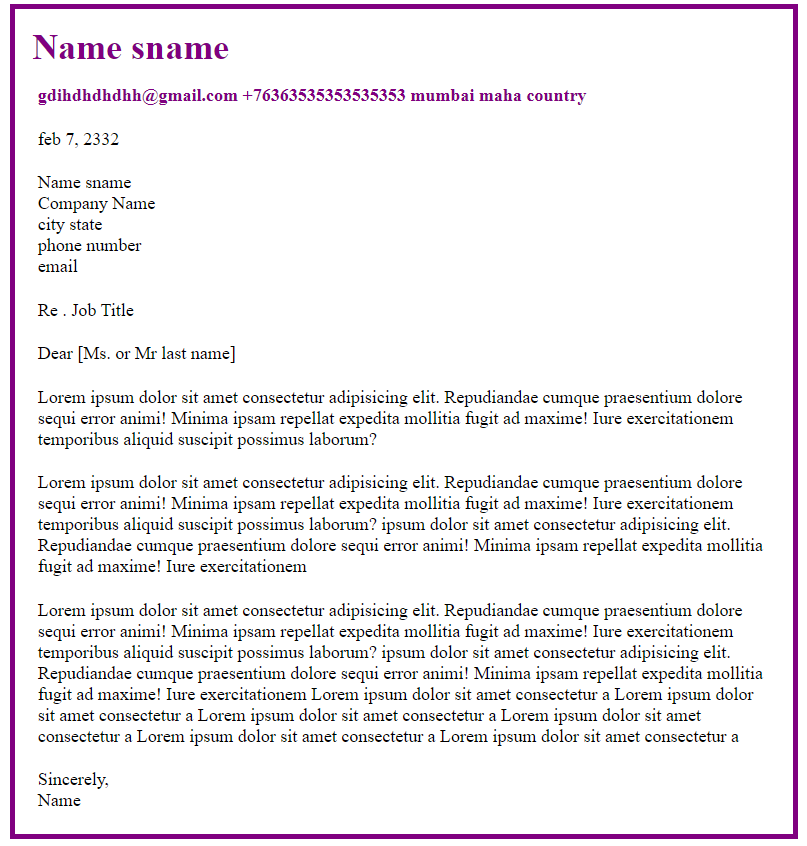 Name sname
gdihdhdhdhh@gmail.com +76363535353535353 mumbai maha country
feb 7, 2332
Name sname
Company Name
city state
phone number
email
Re . Job Title
Dear [Ms. or Mr last name]
Lorem ipsum dolor sit amet consectetur adipisicing elit. Repudiandae cumque praesentium dolore
sequi error animi! Minima ipsam repellat expedita mollitia fugit ad maxime! Iure exercitationem
temporibus aliquid suscipit possimus laborum?
Lorem ipsum dolor sit amet consectetur adipisicing elit. Repudiandae cumque praesentium dolore
sequi error animi! Minima ipsam repellat expedita mollitia fugit ad maxime! Iure exercitationem
temporibus aliquid suscipit possimus laborum? ipsum dolor sit amet consectetur adipisicing elit.
Repudiandae cumque praesentium dolore sequi error animi! Minima ipsam repellat expedita mollitia
fugit ad maxime! Iure exercitationem
Lorem ipsum dolor sit amet consectetur adipisicing elit. Repudiandae cumque praesentium dolore
sequi error animi! Minima ipsam repellat expedita mollitia fugit ad maxime! Iure exercitationem
temporibus aliquid suscipit possimus laborum? ipsum dolor sit amet consectetur adipisicing elit.
Repudiandae cumque praesentium dolore sequi error animi! Minima ipsam repellat expedita mollitia
fugit ad maxime! Iure exercitationem Lorem ipsum dolor sit amet consectetur a Lorem ipsum dolor
sit amet consectetur a Lorem ipsum dolor sit amet consectetur a Lorem ipsum dolor sit amet
consectetur a Lorem ipsum dolor sit amet consectetur a Lorem ipsum dolor sit amet consectetur a
Sincerely,
Name